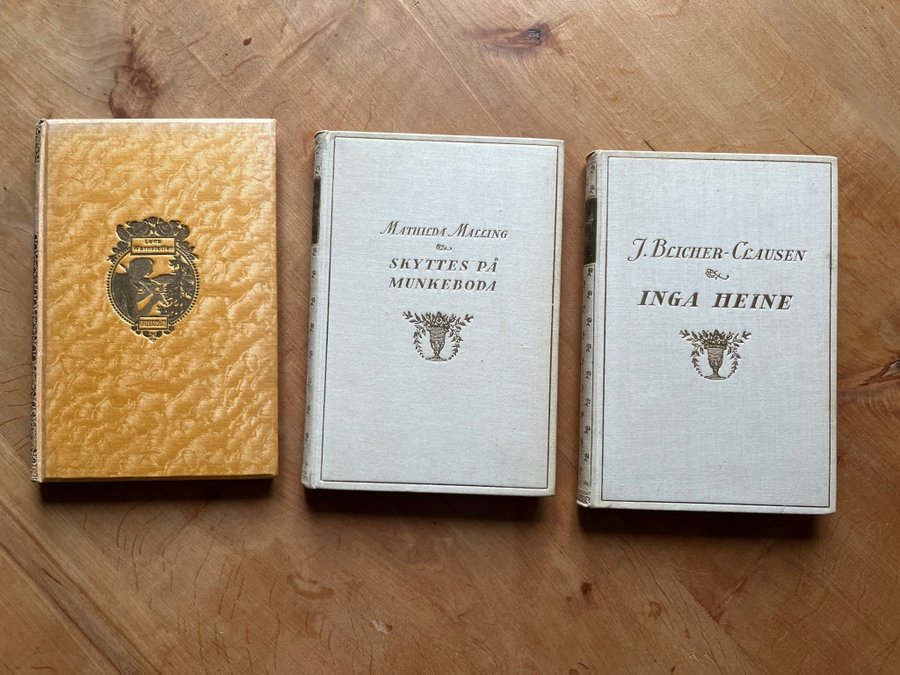 MATHILDA MALLING
SKYTTES PÅ
MUNKEBODA
J. BLICHER-CLAUSEN
INGA HEINE